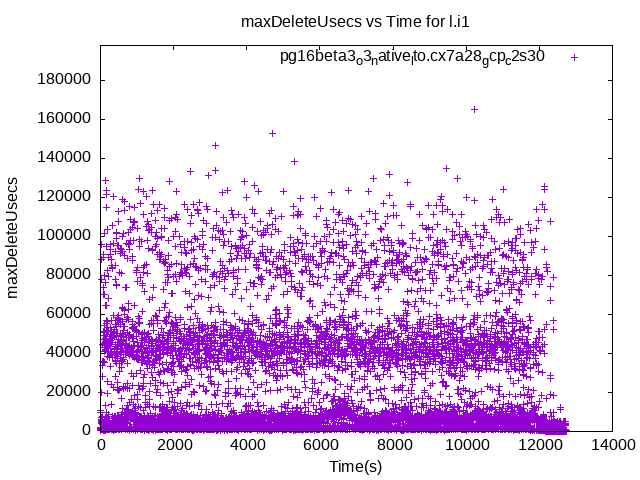 maxDeleteUsecs vs Time for l.i1
pg16beta3_o3_native_lto.cx7a28_gcp_c2s30
180000
160000
140000
120000
100000
80000
60000
40000
20000
0
maxDeleteUsecs
0 2000 4000 6000 8000 10000 12000 14000
Time(s)